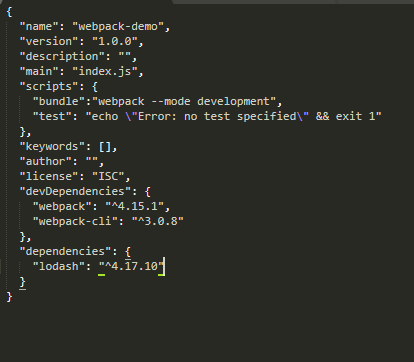 {
  "name": "webpack-demo",
  "version": "1.0.0",
  "description": "",
  "main": "index.js",
  "scripts": {
    "bundle":"webpack --mode development",
    "test": "echo \"Error: no test specified\" && exit 1"
  },
  "keywords": [],
  "author": "",
  "license": "ISC",
  "devDependencies": {
    "webpack": "^4.15.1",
    "webpack-cli": "^3.0.8"
  },
  "dependencies": {
    "lodash": "^4.17.10"
  }
}